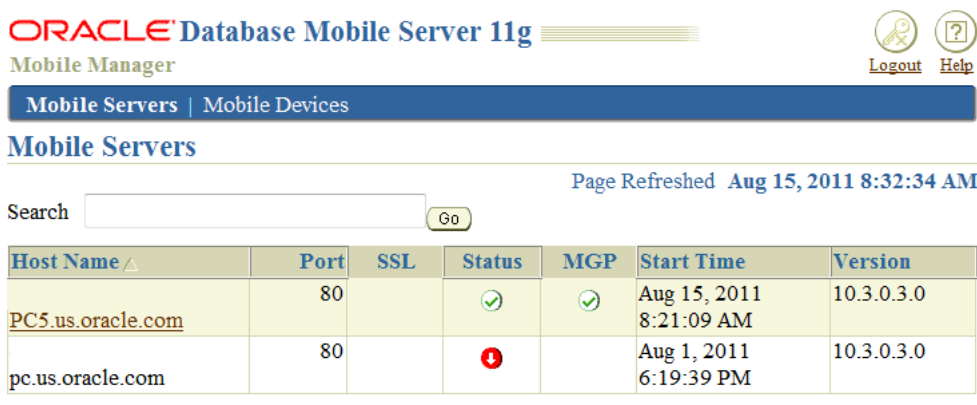 ORACLE Database Mobile Server 11g
Mobile Manager
Logout Help
Mobile Servers | Mobile Devices
Mobile Servers
Page Refreshed Aug 15, 2011 8:32:34 AM
Search Go
Host Name Port SSL Status MGP Start Time Version
PC5.us.oracle.com 80 Aug 15, 2011 10.3.0.3.0
8:21:09 AM
pc.us.oracle.com 80 Aug 1, 2011 10.3.0.3.0
6:19:39 PM